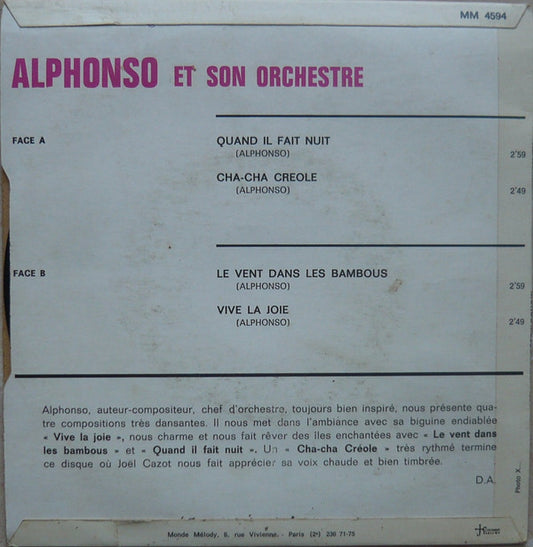 MM 4594
ALPHONSO ET SON ORCHESTRE
FACE A
QUAND IL FAIT NUIT
(ALPHONSO) 2'59
CHA-CHA CREOLE
(ALPHONSO) 2'49
FACE B
LE VENT DANS LES BAMBOUS
(ALPHONSO) 2'59
VIVE LA JOIE
(ALPHONSO) 2'49
Alphonso, auteur-compositeur, chef d'orchestre, toujours bien inspiré, nous présente qua-
tre compositions très dansantes. Il nous met dans l'ambiance avec sa biguine endiablée
« Vive la joie », nous charme et nous fait rêver des îles enchantées avec « Le vent dans
les bambous » et « Quand il fait nuit ». Un « Cha-cha Créole » très rythmé termine
ce disque où Joël Cazot nous fait apprécier sa voix chaude et bien timbrée.
D.A.
Photo X...
Monde Mélody, 6, rue Vivienne. - Paris (2e) 236 71-75